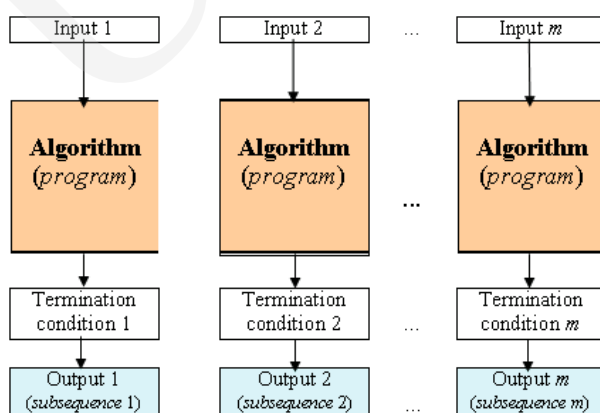 Input 1
Input 2
...
Input m
Algorithm
(program)
Algorithm
(program)
...
Algorithm
(program)
Termination
condition 1
Termination
condition 2
...
Termination
condition m
Output 1
(subsequence 1)
Output 2
(subsequence 2)
...
Output m
(subsequence m)